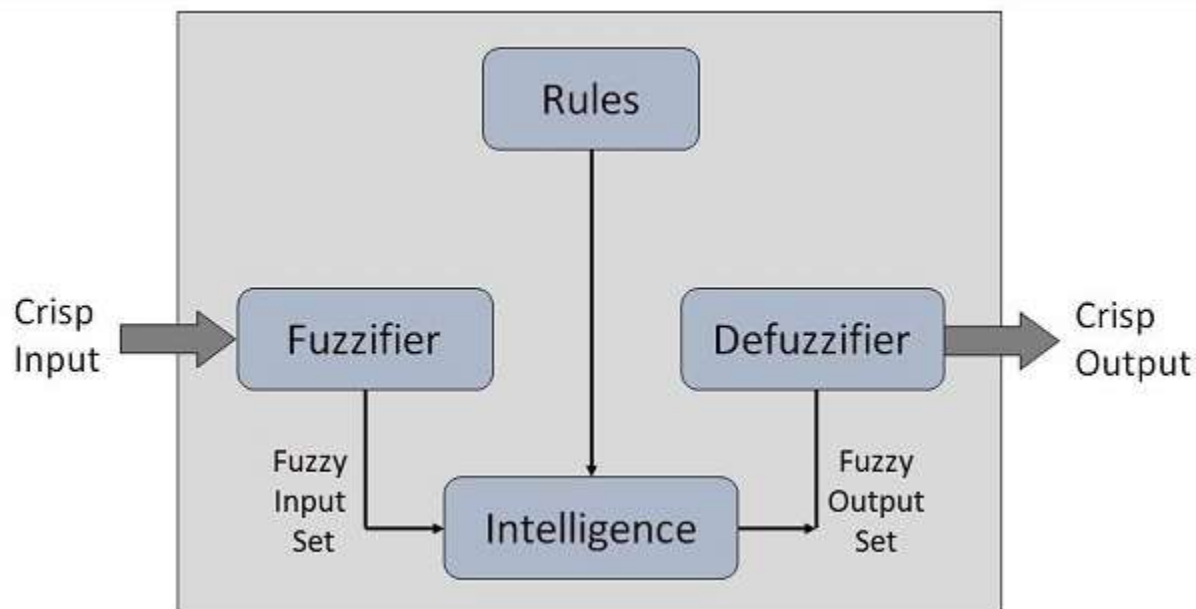 Rules
Crisp
Input
Fuzzifier
Defuzzifier
Crisp
Output
Fuzzy
Input
Set
Intelligence
Fuzzy
Output
Set